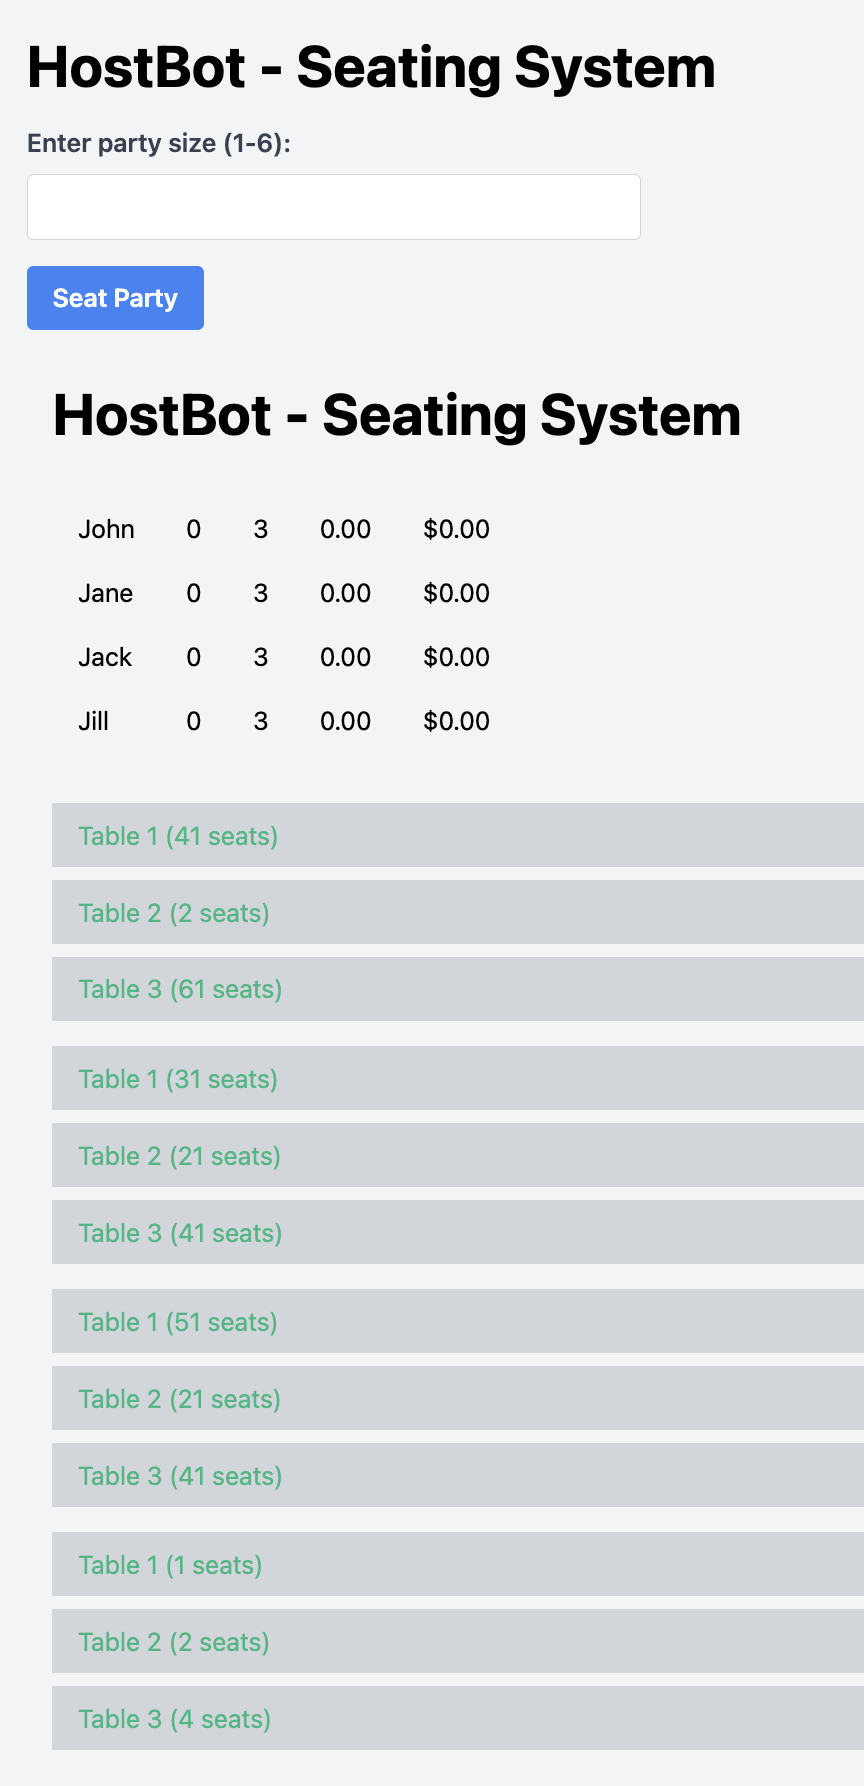 HostBot - Seating System
Enter party size (1-6):
Seat Party
HostBot - Seating System
John 0 3 0.00 $0.00
Jane 0 3 0.00 $0.00
Jack 0 3 0.00 $0.00
Jill 0 3 0.00 $0.00
Table 1 (41 seats)
Table 2 (2 seats)
Table 3 (61 seats)
Table 1 (31 seats)
Table 2 (21 seats)
Table 3 (41 seats)
Table 1 (51 seats)
Table 2 (21 seats)
Table 3 (41 seats)
Table 1 (1 seats)
Table 2 (2 seats)
Table 3 (4 seats)